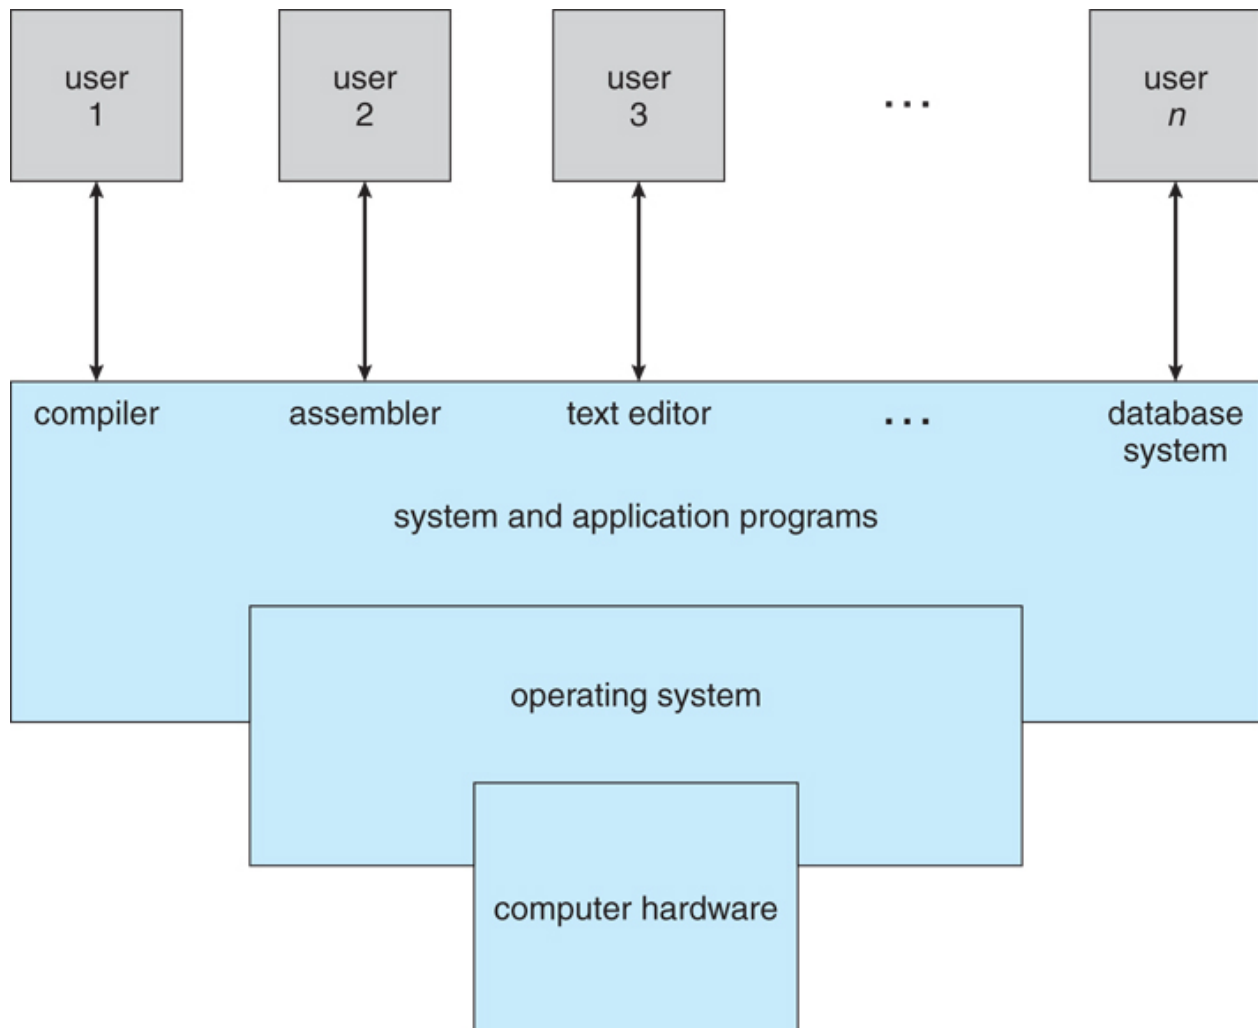 user
1
user
2
user
3
...
user
n
compiler
assembler
text editor
...
database
system
system and application programs
operating system
computer hardware